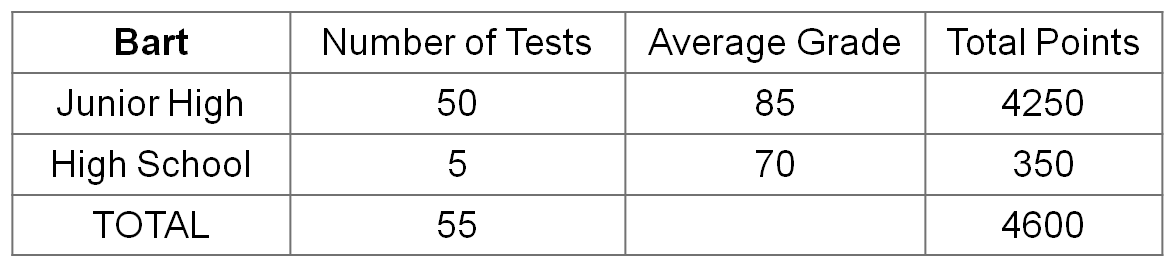 Bart Number of Tests Average Grade Total Points
Junior High 50 85 4250
High School 5 70 350
TOTAL 55 4600